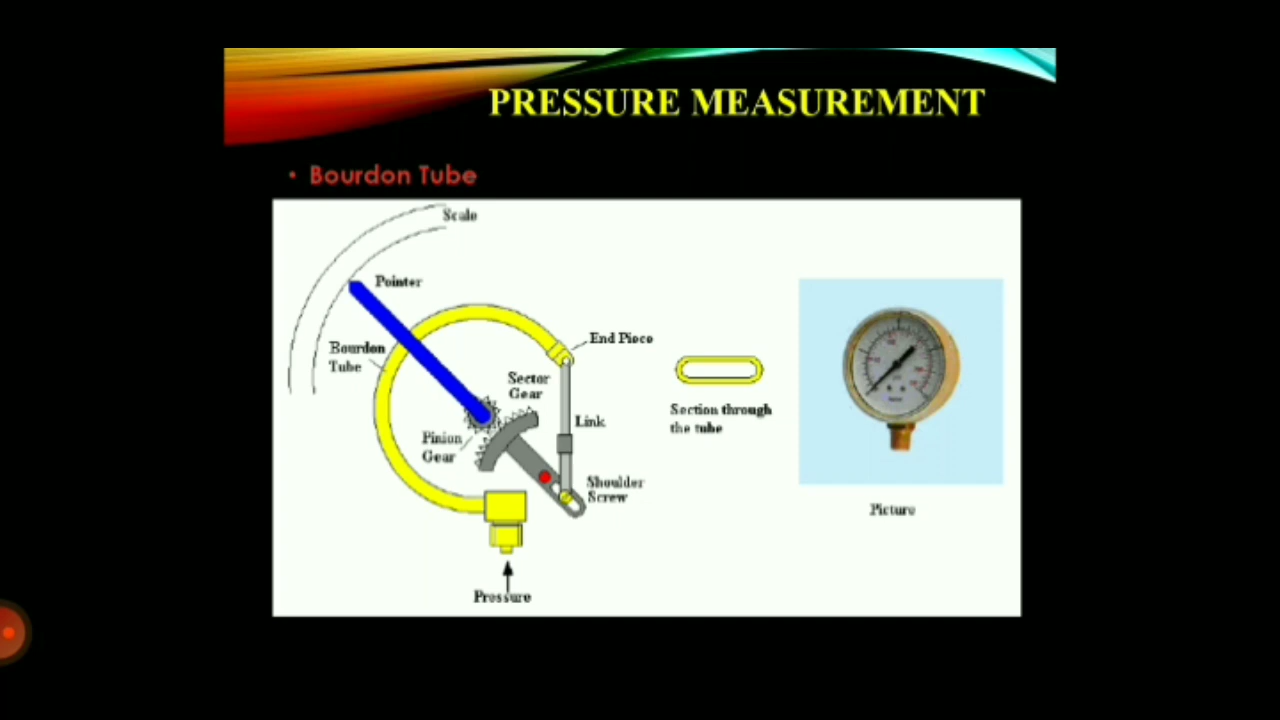 PRESSURE MEASUREMENT
• Bourdon Tube
Scale
Pointer
End Piece
Bourdon
Tube
Sector
Gear
Link
Pinion
Gear
Section through
the tube
Shoulder
Screw
Picture
Pressure